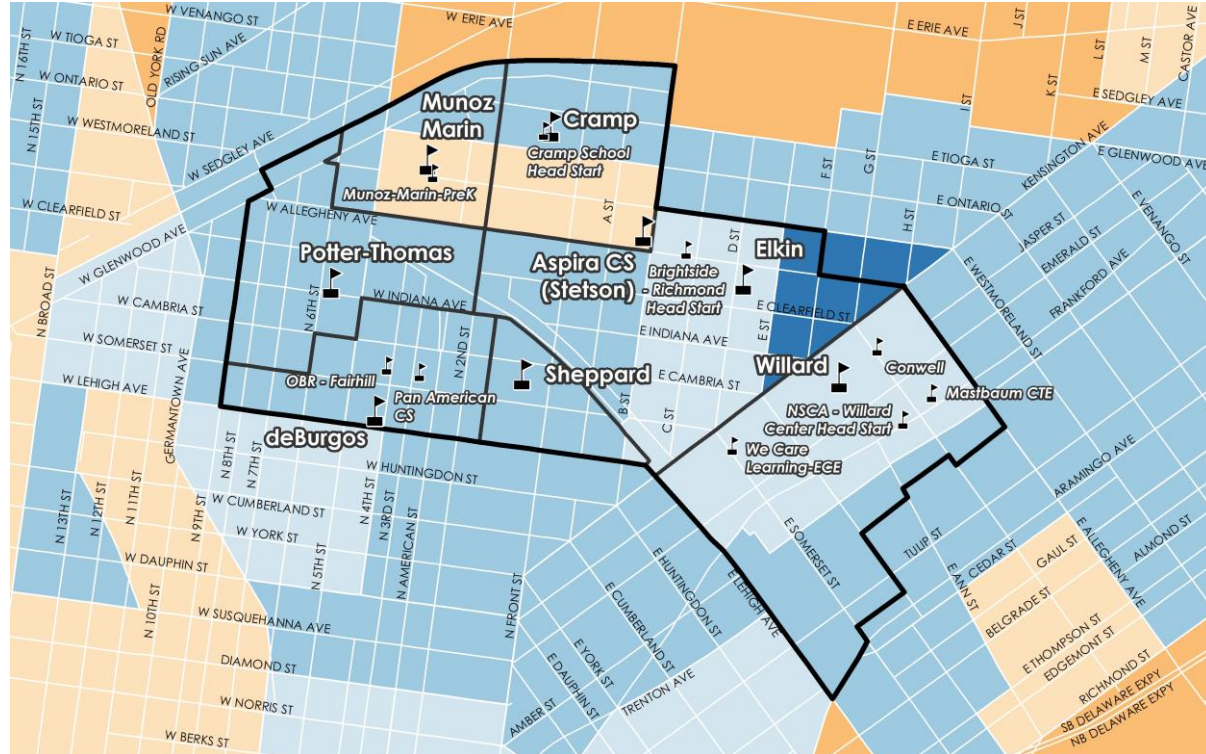 W VENANGO ST
W ERIE AVE
E ERIE AVE
J ST
L ST
M ST
CASTOR AVE
N 16TH ST
W TIOGA ST
OLD YORK RD
RISING SUN AVE
K ST
I ST
W ONTARIO ST
N 15TH ST
E SEDGLEY AVE
Munoz
Marin
Cramp
Cramp School
Head Start
W WESTMORELAND ST
W SEDGLEY AVE
Munoz-Marin-PreK
E TIOGA ST
F ST
G ST
KENSINGTON AVE
E GLENWOOD AVE
W CLEARFIELD ST
W ALLEGHENY AVE
A ST
H ST
E ONTARIO ST
JASPER ST
EMERALD ST
E VENANGO ST
W GLENWOOD AVE
Potter-Thomas
Aspira CS
(Stetson)
Brightside
- Richmond
Head Start
D ST
Elkin
E WESTMORELAND ST
FRANKFORD AVE
N BROAD ST
W CAMBRIA ST
N 6TH ST
W INDIANA AVE
E CLEARFIELD ST
E INDIANA AVE
E ST
W SOMERSET ST
N 2ND ST
Willard
Conwell
W LEHIGH AVE
GERMANTOWN AVE
OBR - Fairhill
Pan American
CS
Sheppard
E CAMBRIA ST
Mastbaum CTE
B ST
C ST
NSCA - Willard
Center Head Start
deBurgos
We Care
Learning-ECE
N 8TH ST
N 7TH ST
W HUNTINGDON ST
ARAMINGO AVE
N 13TH ST
N 12TH ST
N 11TH ST
N 9TH ST
W CUMBERLAND ST
N 4TH ST
N 3RD ST
N AMERICAN ST
W YORK ST
N 5TH ST
E SOMERSET ST
TULIP ST
CEDAR ST
GAUL ST
E ALLEGHENY AVE
ALMOND ST
W DAUPHIN ST
N 10TH ST
E HUNTINGDON ST
E LEHIGH AVE
E ANN ST
BELGRADE ST
W SUSQUEHANNA AVE
N FRONT ST
E CUMBERLAND ST
E THOMPSON ST
EDGEMONT ST
DIAMOND ST
E YORK ST
E DAUPHIN ST
TRENTON AVE
RICHMOND ST
W NORRIS ST
AMBER ST
SB DELAWARE EXPY
NB DELAWARE EXPY
W BERKS ST